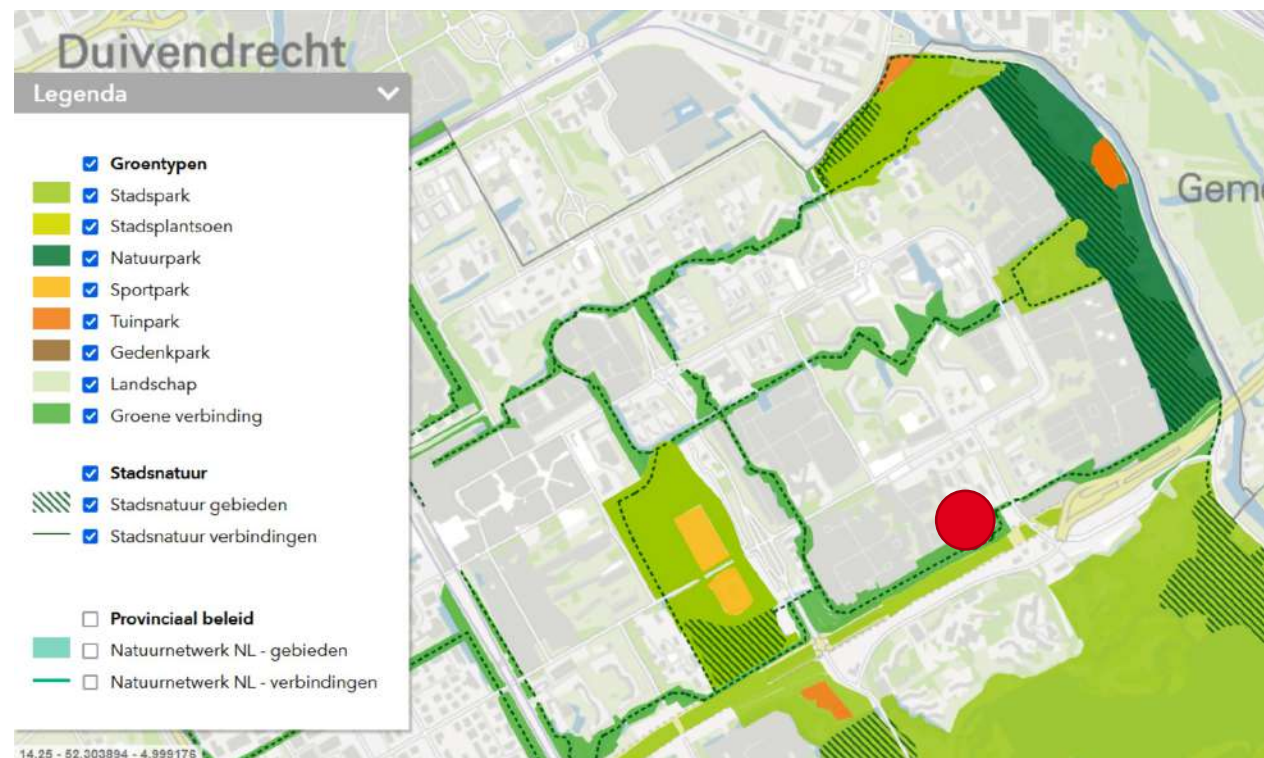 Duivendrecht
Legenda
Groentypen
Stadspark
Stadsplantsoen
Natuurpark
Sportpark
Tuinpark
Gedenkpark
Landschap
Groene verbinding
Stadsnatuur
Stadsnatuur gebieden
Stadsnatuur verbindingen
Provinciaal beleid
Natuurnetwerk NL - gebieden
Natuurnetwerk NL - verbindingen
Geme
14.25 - 52.303894 - 4.999176